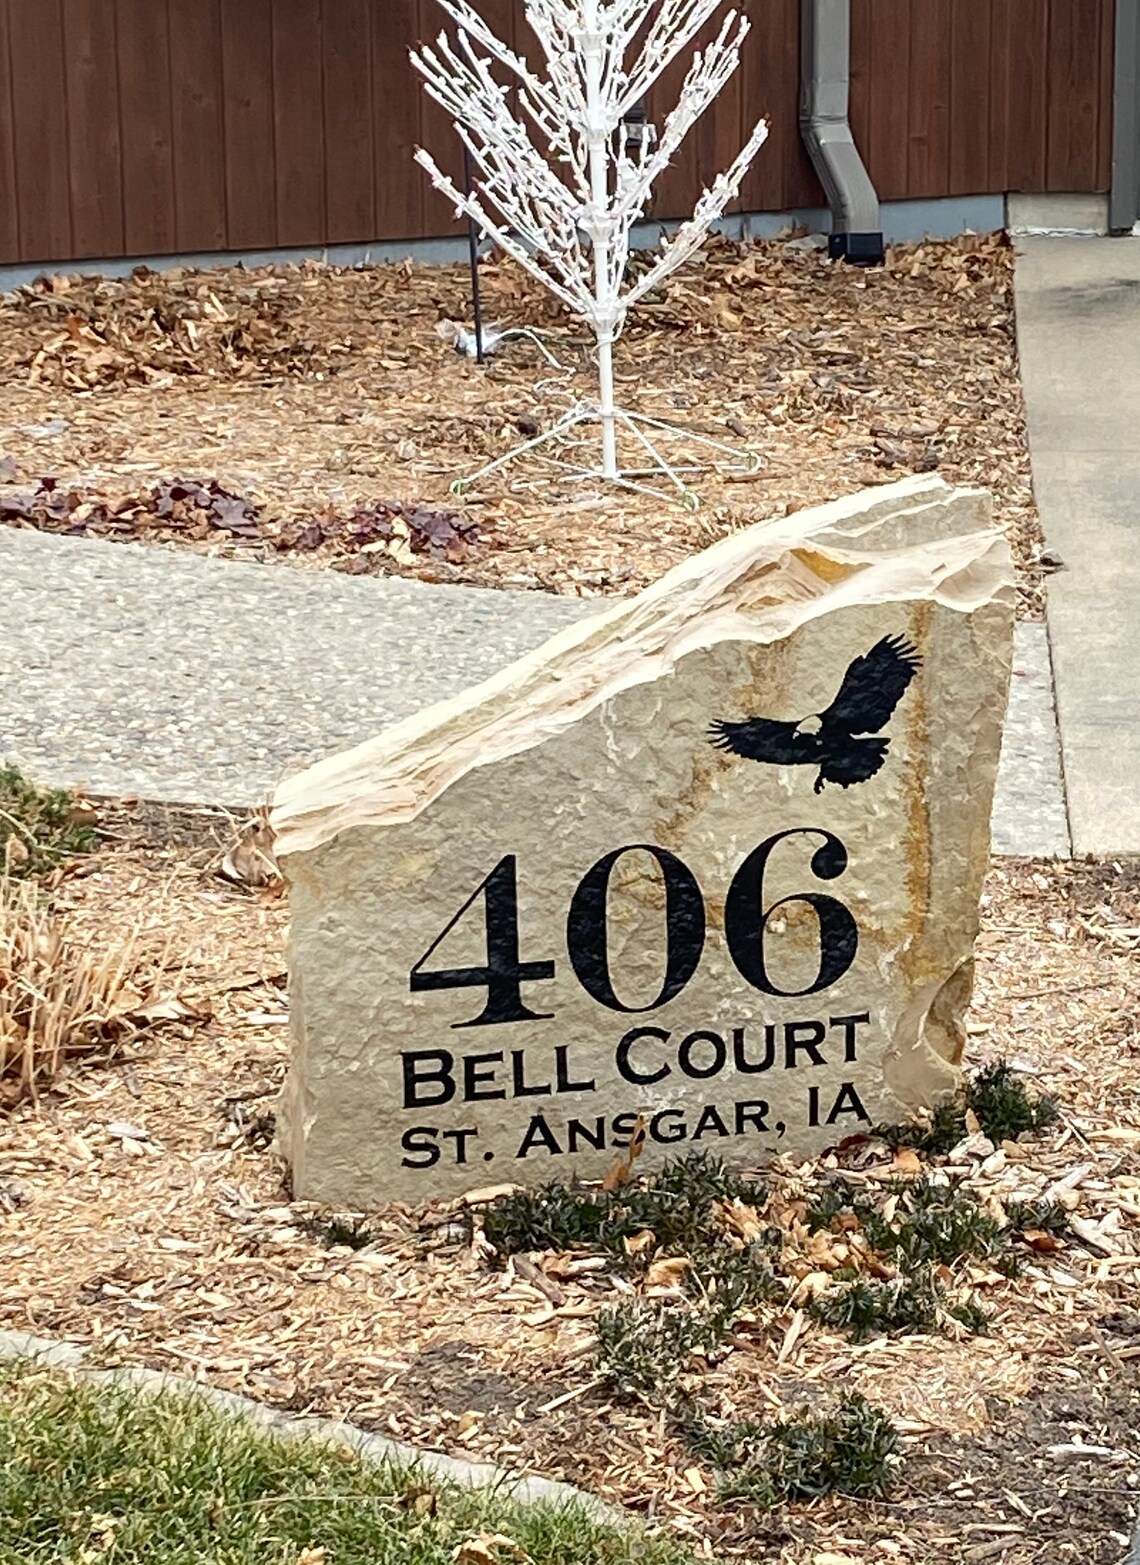 406
BELL COURT
ST. ANSGAR, IA